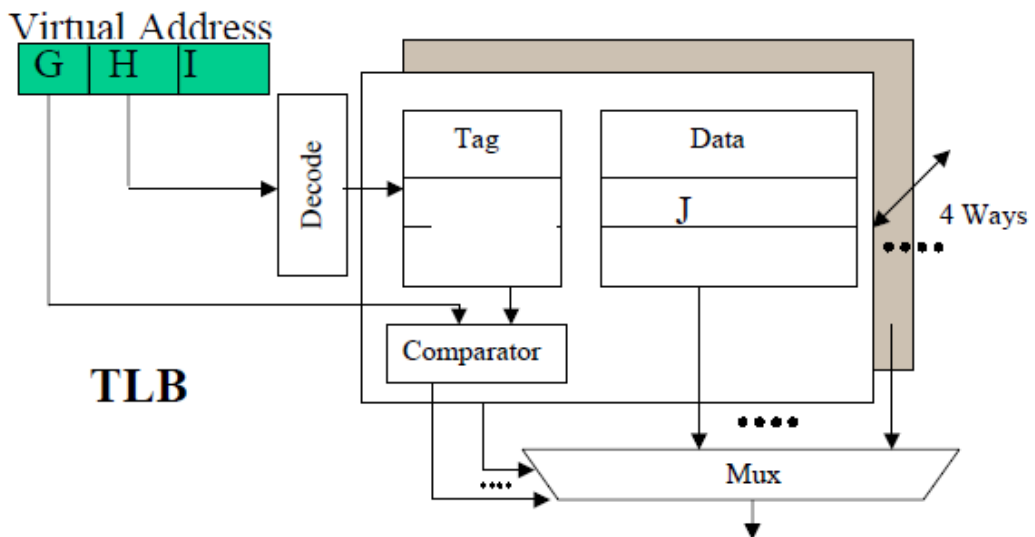 Virtual Address
G H I
Decode
Tag
Data
J
4 Ways
Comparator
TLB
Mux